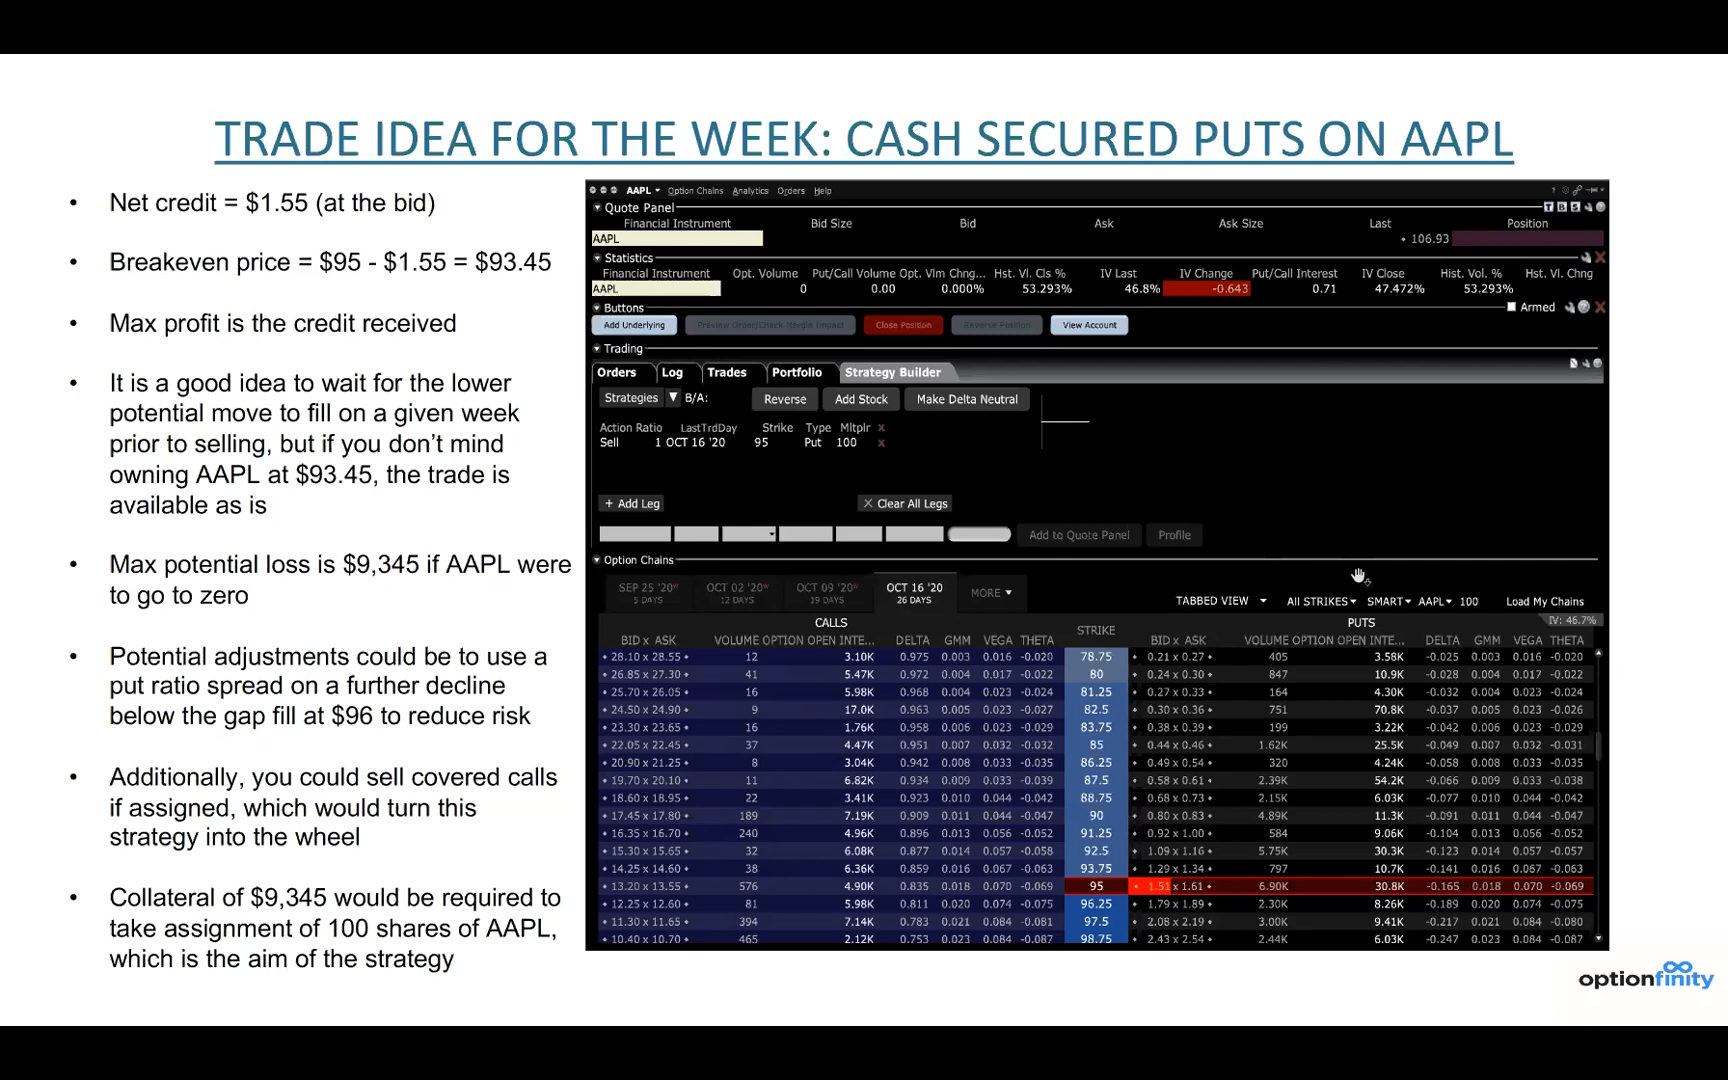 TRADE IDEA FOR THE WEEK: CASH SECURED PUTS ON AAPL
• Net credit = $1.55 (at the bid)
• Breakeven price = $95 - $1.55 = $93.45
• Max profit is the credit received
• It is a good idea to wait for the lower
potential move to fill on a given week
prior to selling, but if you don’t mind
owning AAPL at $93.45, the trade is
available as is
• Max potential loss is $9,345 if AAPL were
to go to zero
• Potential adjustments could be to use a
put ratio spread on a further decline
below the gap fill at $96 to reduce risk
• Additionally, you could sell covered calls
if assigned, which would turn this
strategy into the wheel
• Collateral of $9,345 would be required to
take assignment of 100 shares of AAPL,
which is the aim of the strategy
AAPL Option Chains Analytics Orders Help
Quote Panel
Financial Instrument Bid Size Bid Ask Ask Size Last Position
AAPL 106.93
Statistics
Financial Instrument Opt. Volume Put/Call Volume Opt. Vlm Chng... Hst. Vl. Cls % IV Last IV Change Put/Call Interest IV Close Hist. Vol. % Hst. Vl. Chng
AAPL 0 0.00 0.000% 53.293% 46.8% -0.643 0.71 47.472% 53.293%
Buttons Armed
Add Underlying Preview Order/Check Margin Impact Close Position Reverse Position View Account
Trading
Orders Log Trades Portfolio Strategy Builder
Strategies B/A: Reverse Add Stock Make Delta Neutral
Action Ratio LastTrdDay Strike Type Mltplr x
Sell 1 OCT 16 '20 95 Put 100 x
+ Add Leg X Clear All Legs
Add to Quote Panel Profile
Option Chains
SEP 25 '20W OCT 02 '20W OCT 09 '20W OCT 16 '20 MORE
5 DAYS 12 DAYS 19 DAYS 26 DAYS
TABBED VIEW All STRIKES SMART AAPL 100 Load My Chains
CALLS PUTS IV: 46.7%
BID x ASK VOLUME OPTION OPEN INTE... DELTA GMM VEGA THETA STRIKE BID x ASK VOLUME OPTION OPEN INTE... DELTA GMM VEGA THETA
28.10 x 28.55 12 3.10K 0.975 0.003 0.016 -0.020 78.75 0.21 x 0.27 405 3.58K -0.025 0.003 0.016 -0.020
26.85 x 27.30 41 5.47K 0.972 0.004 0.017 -0.022 80 0.24 x 0.30 847 10.9K -0.028 0.004 0.017 -0.022
25.70 x 26.05 16 5.98K 0.968 0.004 0.023 -0.024 81.25 0.27 x 0.33 164 4.30K -0.032 0.004 0.023 -0.024
24.50 x 24.90 9 17.0K 0.963 0.005 0.023 -0.027 82.5 0.30 x 0.36 751 70.8K -0.037 0.005 0.023 -0.026
23.30 x 23.65 16 1.76K 0.958 0.006 0.023 -0.029 83.75 0.38 x 0.39 199 3.22K -0.042 0.006 0.023 -0.029
22.05 x 22.45 37 4.47K 0.951 0.007 0.032 -0.032 85 0.44 x 0.46 1.62K 25.5K -0.049 0.007 0.032 -0.031
20.90 x 21.25 8 3.04K 0.942 0.008 0.033 -0.035 86.25 0.49 x 0.54 320 4.24K -0.058 0.008 0.033 -0.035
19.70 x 20.10 11 6.82K 0.934 0.009 0.033 -0.039 87.5 0.58 x 0.61 2.39K 54.2K -0.066 0.009 0.033 -0.038
18.60 x 18.95 22 3.41K 0.923 0.010 0.044 -0.042 88.75 0.68 x 0.73 2.15K 6.03K -0.077 0.010 0.044 -0.042
17.45 x 17.80 189 7.19K 0.909 0.011 0.044 -0.047 90 0.80 x 0.83 4.89K 11.3K -0.091 0.011 0.044 -0.047
16.35 x 16.70 240 4.96K 0.896 0.013 0.056 -0.052 91.25 0.92 x 1.00 584 9.06K -0.104 0.013 0.056 -0.052
15.30 x 15.65 32 6.08K 0.877 0.014 0.057 -0.058 92.5 1.09 x 1.16 5.75K 30.3K -0.123 0.014 0.057 -0.057
14.25 x 14.60 38 6.36K 0.859 0.016 0.067 -0.063 93.75 1.29 x 1.34 797 10.7K -0.141 0.016 0.067 -0.063
13.20 x 13.55 576 4.90K 0.835 0.018 0.070 -0.069 95 1.51 x 1.61 6.90K 30.8K -0.165 0.018 0.070 -0.069
12.25 x 12.60 81 5.98K 0.811 0.020 0.074 -0.075 96.25 1.79 x 1.89 2.30K 8.26K -0.189 0.020 0.074 -0.075
11.30 x 11.65 394 7.14K 0.783 0.021 0.084 -0.081 97.5 2.08 x 2.19 3.00K 9.41K -0.217 0.021 0.084 -0.080
10.40 x 10.70 465 2.12K 0.753 0.023 0.084 -0.087 98.75 2.43 x 2.54 2.44K 6.03K -0.247 0.023 0.084 -0.087
optionfinity